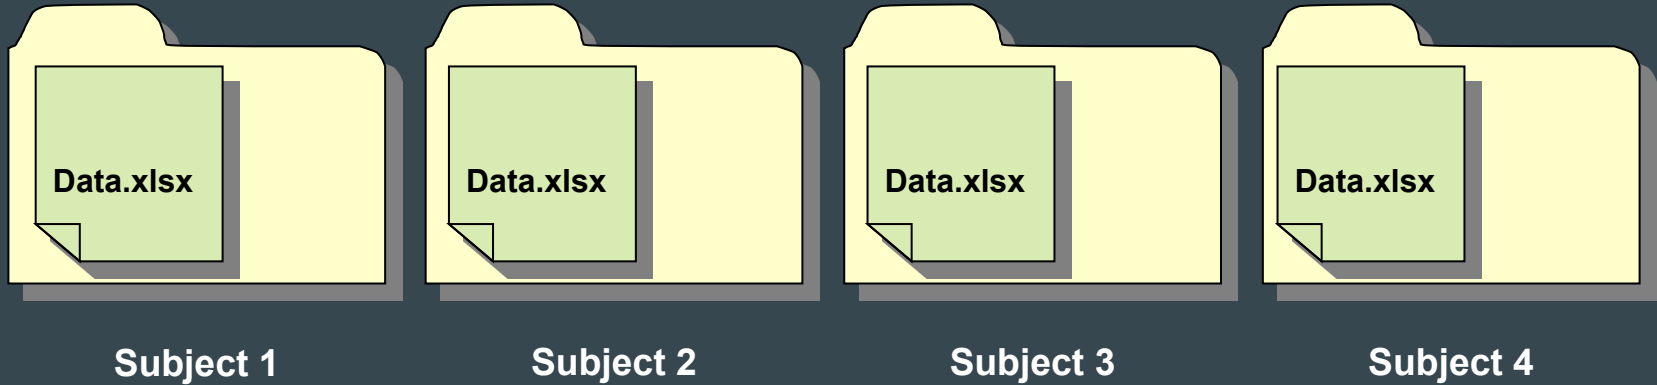 Data.xlsx
Data.xlsx
Data.xlsx
Data.xlsx
Subject 1
Subject 2
Subject 3
Subject 4